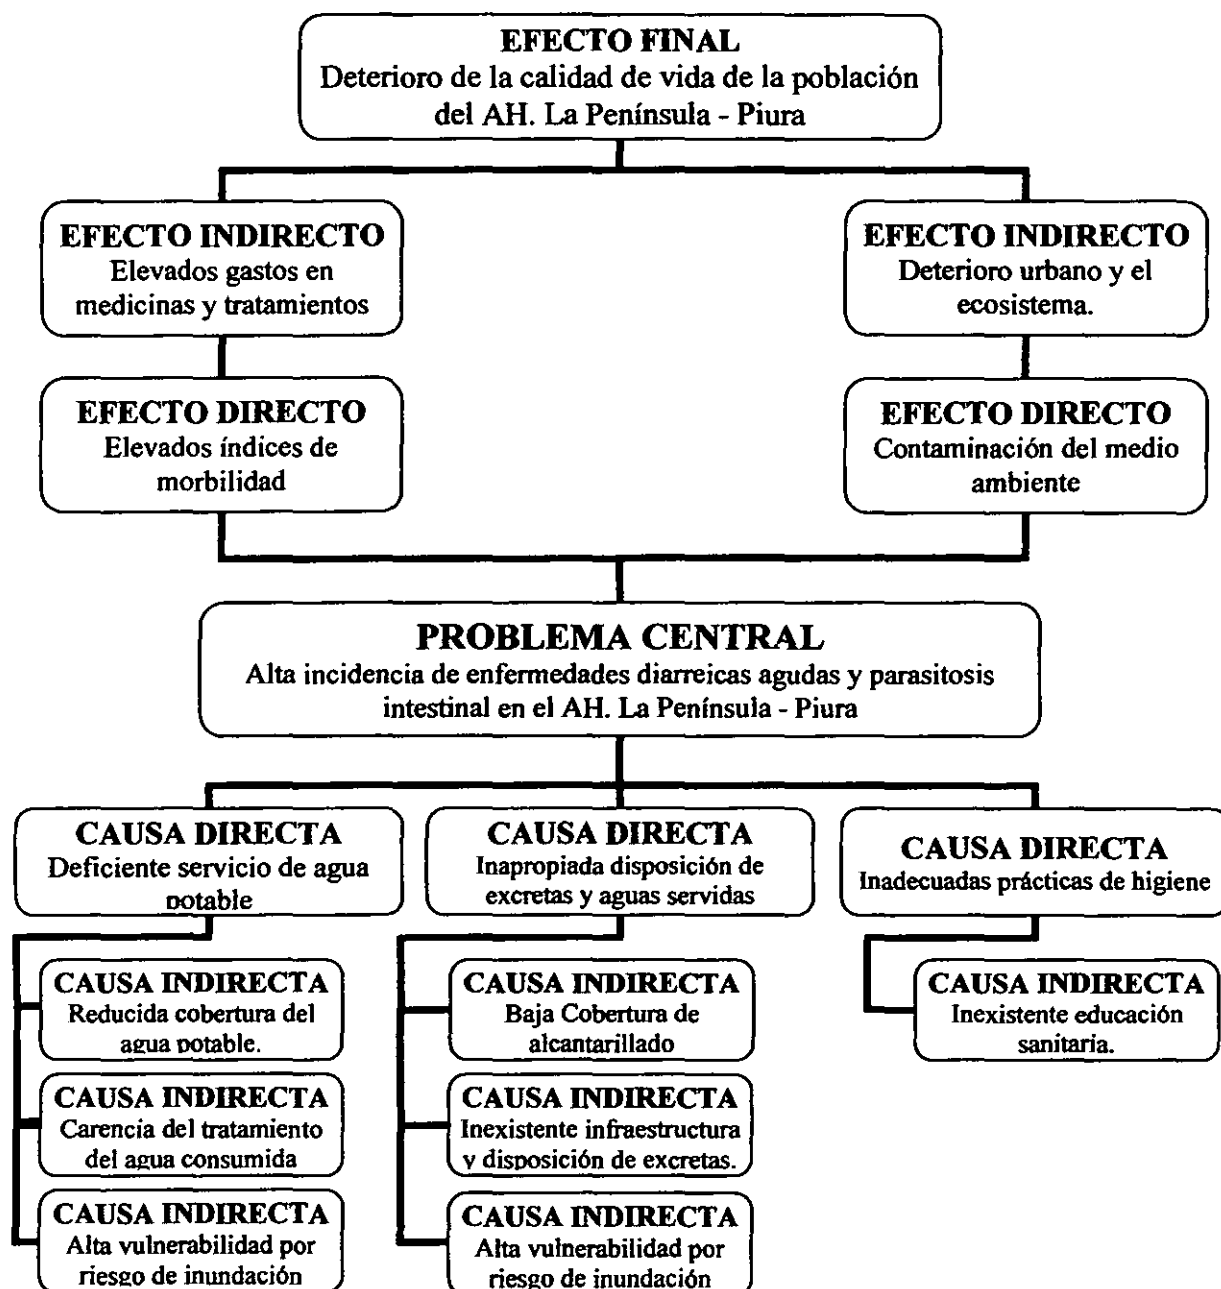 EFECTO FINAL
Deterioro de la calidad de vida de la población
del AH. La Península - Piura
EFECTO INDIRECTO
Elevados gastos en
medicinas y tratamientos
EFECTO INDIRECTO
Deterioro urbano y el
ecosistema.
EFECTO DIRECTO
Elevados índices de
morbilidad
EFECTO DIRECTO
Contaminación del medio
ambiente
PROBLEMA CENTRAL
Alta incidencia de enfermedades diarreicas agudas y parasitosis
intestinal en el AH. La Península - Piura
CAUSA DIRECTA
Deficiente servicio de agua
potable
CAUSA DIRECTA
Inapropiada disposición de
excretas y aguas servidas
CAUSA DIRECTA
Inadecuadas prácticas de higiene
CAUSA INDIRECTA
Reducida cobertura del
agua potable.
CAUSA INDIRECTA
Carencia del tratamiento
del agua consumida
CAUSA INDIRECTA
Alta vulnerabilidad por
riesgo de inundación
CAUSA INDIRECTA
Baja Cobertura de
alcantarillado
CAUSA INDIRECTA
Inexistente infraestructura
y disposición de excretas.
CAUSA INDIRECTA
Alta vulnerabilidad por
riesgo de inundación
CAUSA INDIRECTA
Inexistente educación
sanitaria.